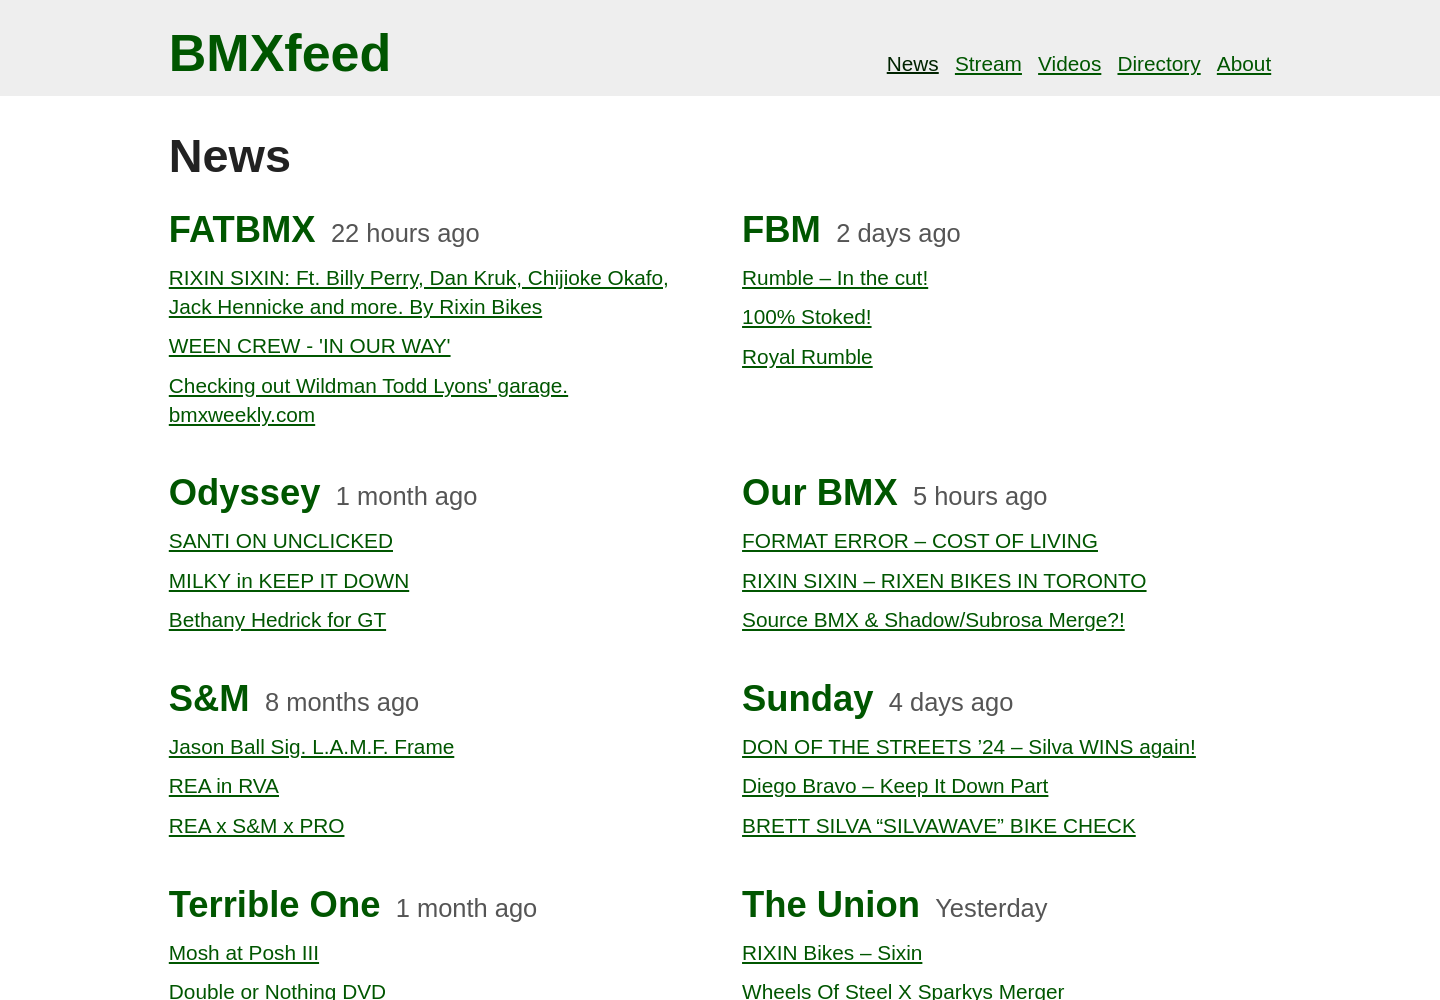 BMXfeed
News Stream Videos Directory About
News
FATBMX 22 hours ago
RIXIN SIXIN: Ft. Billy Perry, Dan Kruk, Chijioke Okafo,
Jack Hennicke and more. By Rixin Bikes
WEEN CREW - 'IN OUR WAY'
Checking out Wildman Todd Lyons' garage.
bmxweekly.com
FBM 2 days ago
Rumble – In the cut!
100% Stoked!
Royal Rumble
Odyssey 1 month ago
SANTI ON UNCLICKED
MILKY in KEEP IT DOWN
Bethany Hedrick for GT
Our BMX 5 hours ago
FORMAT ERROR – COST OF LIVING
RIXIN SIXIN – RIXEN BIKES IN TORONTO
Source BMX & Shadow/Subrosa Merge?!
S&M 8 months ago
Jason Ball Sig. L.A.M.F. Frame
REA in RVA
REA x S&M x PRO
Sunday 4 days ago
DON OF THE STREETS ’24 – Silva WINS again!
Diego Bravo – Keep It Down Part
BRETT SILVA “SILVAWAVE” BIKE CHECK
Terrible One 1 month ago
Mosh at Posh III
Double or Nothing DVD
The Union Yesterday
RIXIN Bikes – Sixin
Wheels Of Steel X Sparkys Merger